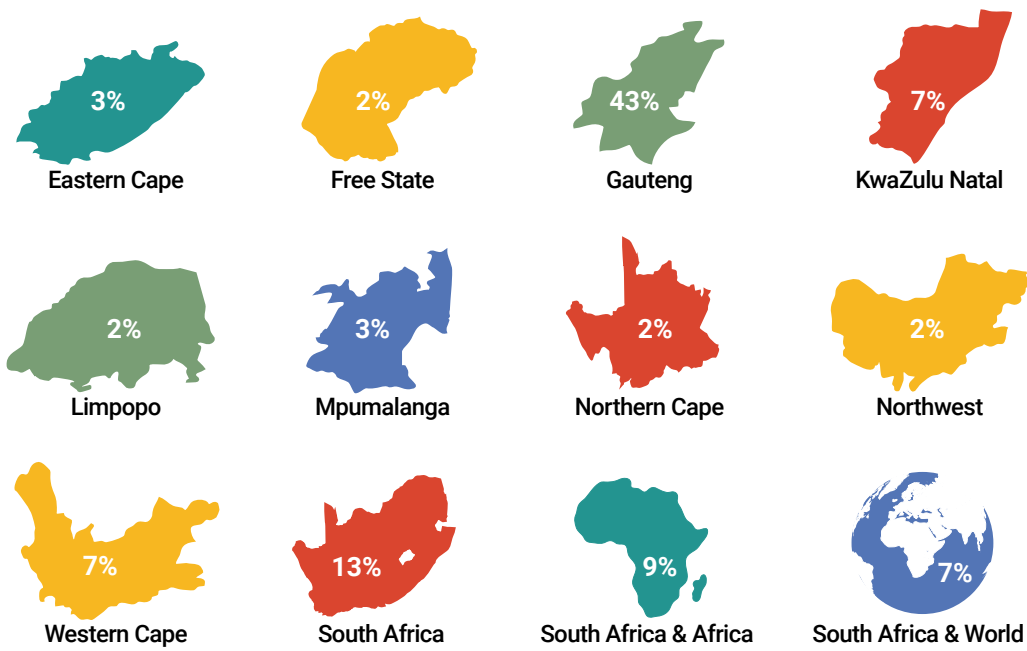 3%
2%
43%
7%
Eastern Cape
Free State
Gauteng
KwaZulu Natal
2%
3%
2%
2%
Limpopo
Mpumalanga
Northern Cape
Northwest
7%
13%
9%
7%
Western Cape
South Africa
South Africa & Africa
South Africa & World